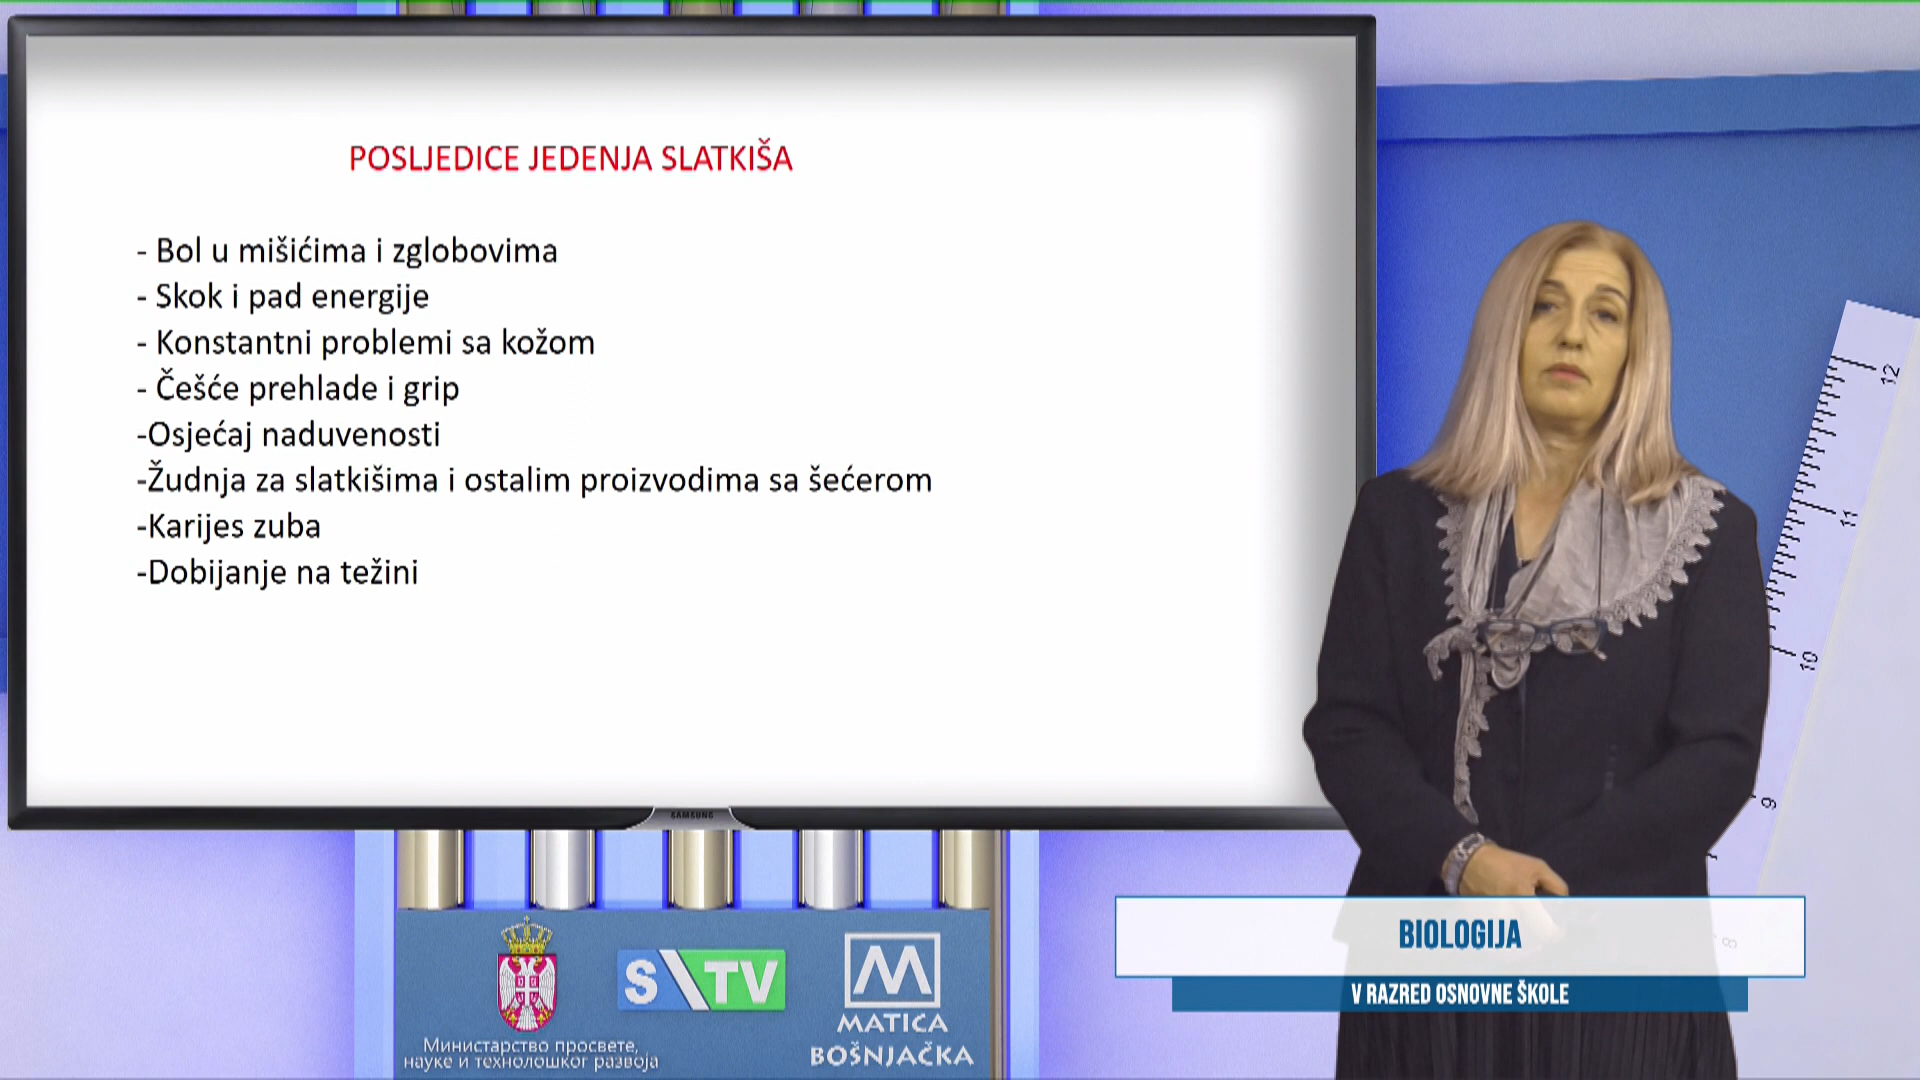 POSLJEDICE JEDENJA SLATKIŠA
- Bol u mišićima i zglobovima
- Skok i pad energije
- Konstantni problemi sa kožom
- Češće prehlade i grip
-Osjećaj naduvenosti
-Žudnja za slatkišima i ostalim proizvodima sa šećerom
-Karijes zuba
-Dobijanje na težini
SAMSUNG
12
11
10
9
8
BIOLOGIJA
V RAZRED OSNOVNE ŠKOLE
Министарство просвете,
науке и технолошког развоја
S TV
MATICA
BOŠNJAČKA